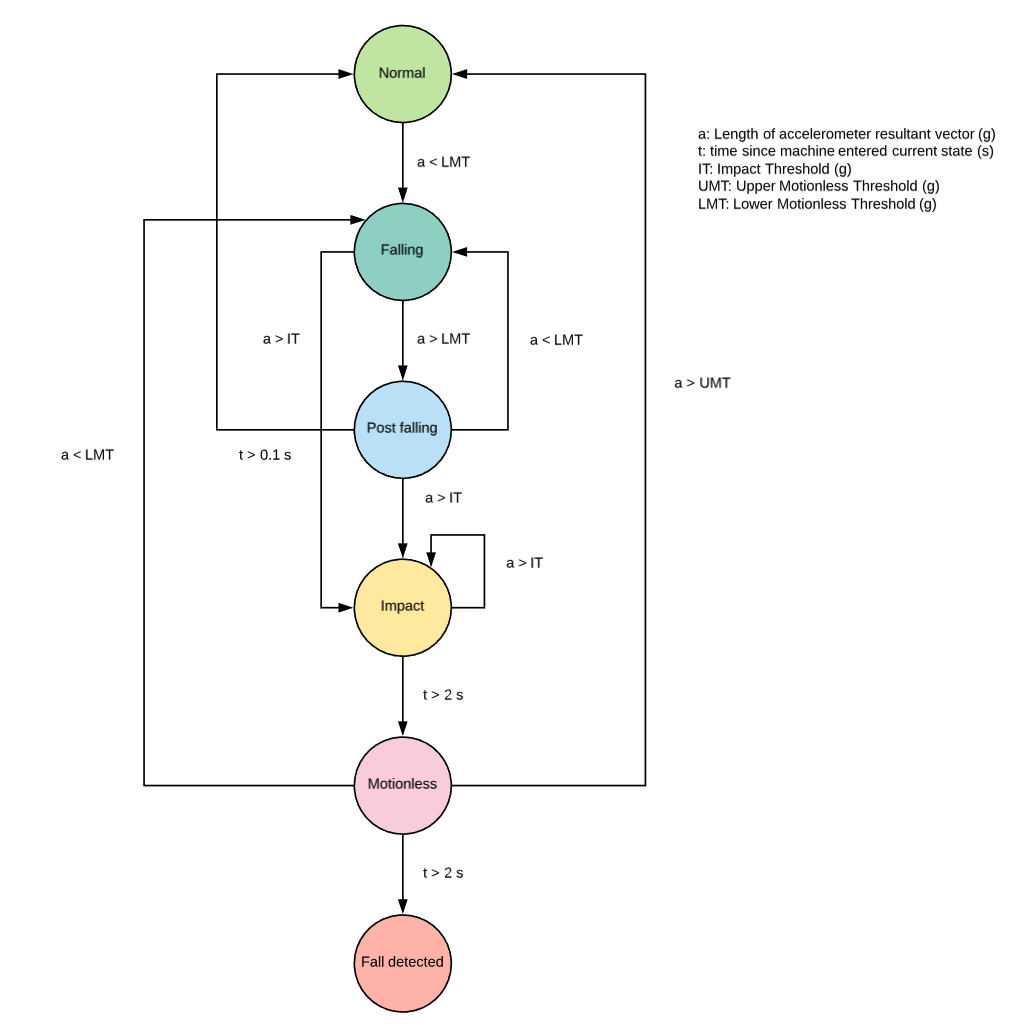 Normal
a: Length of accelerometer resultant vector (g)
t: time since machine entered current state (s)
IT: Impact Threshold (g)
UMT: Upper Motionless Threshold (g)
LMT: Lower Motionless Threshold (g)
a < LMT
Falling
a > IT
a > LMT
a < LMT
a > UMT
Post falling
a < LMT
t > 0.1 s
a > IT
a > IT
Impact
t > 2 s
Motionless
t > 2 s
Fall detected